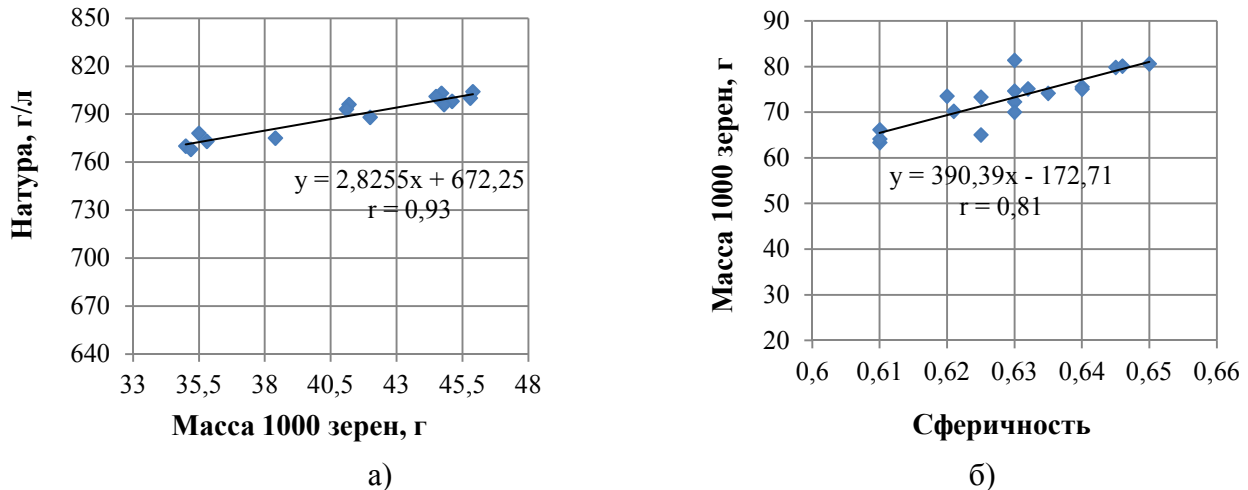 850
820
790
760
730
700
670
640
Натура, г/л
y = 2,8255x + 672,25
r = 0,93
33 35,5 38 40,5 43 45,5 48
Масса 1000 зерен, г
а)
90
80
70
60
50
40
30
20
Масса 1000 зерен, г
y = 390,39x - 172,71
r = 0,81
0,6 0,61 0,62 0,63 0,64 0,65 0,66
Сферичность
б)